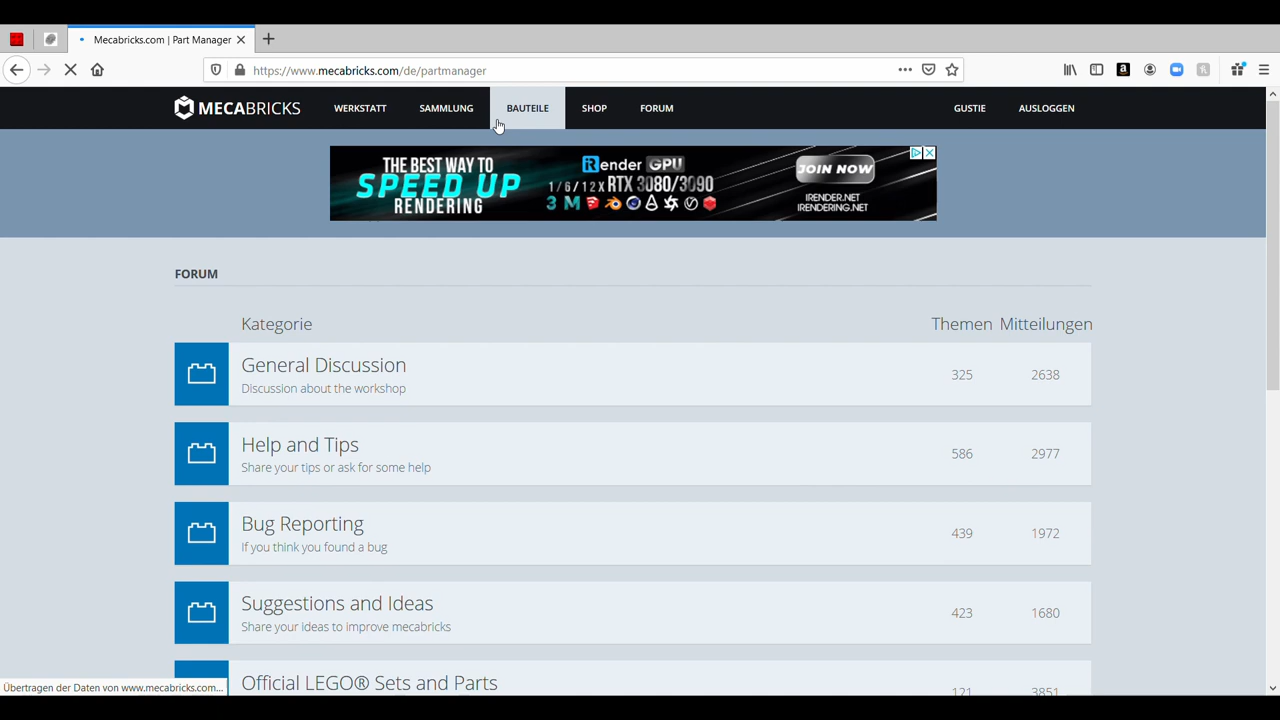 Mecabricks.com | Part Manager
https://www.mecabricks.com/de/partmanager
MECABRICKS WERKSTATT SAMMLUNG BAUTEILE SHOP FORUM GUSTIE AUSLOGGEN
THE BEST WAY TO
SPEED UP
RENDERING
iRender GPU
1/6/12x RTX 3080/3090
JOIN NOW
IRENDER.NET
IRENDERING.NET
FORUM
Kategorie Themen Mitteilungen
General Discussion
Discussion about the workshop
325 2638
Help and Tips
Share your tips or ask for some help
586 2977
Bug Reporting
If you think you found a bug
439 1972
Suggestions and Ideas
Share your ideas to improve mecabricks
423 1680
Official LEGO® Sets and Parts
121 3851
Übertragen der Daten von www.mecabricks.com…